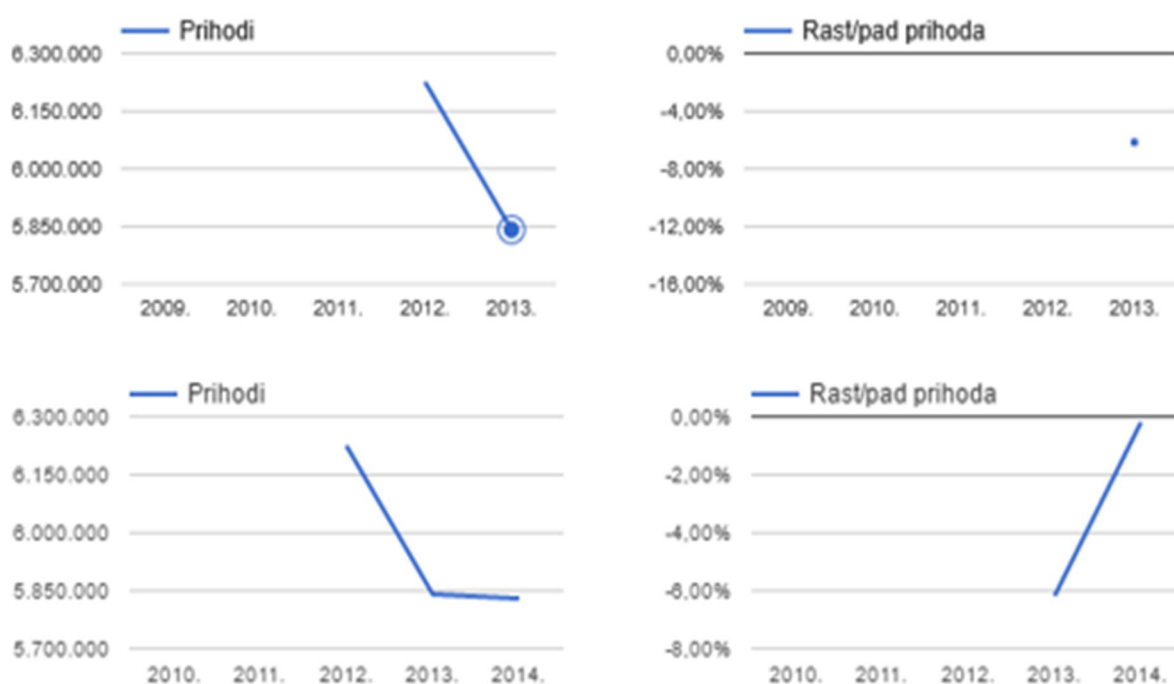 Prihodi
6.300.000
6.150.000
6.000.000
5.850.000
5.700.000
2009. 2010. 2011. 2012. 2013.
Rast/pad prihoda
0,00%
-4,00%
-8,00%
-12,00%
-16,00%
2009. 2010. 2011. 2012. 2013.
Prihodi
6.300.000
6.150.000
6.000.000
5.850.000
5.700.000
2010. 2011. 2012. 2013. 2014.
Rast/pad prihoda
0,00%
-2,00%
-4,00%
-6,00%
-8,00%
2010. 2011. 2012. 2013. 2014.